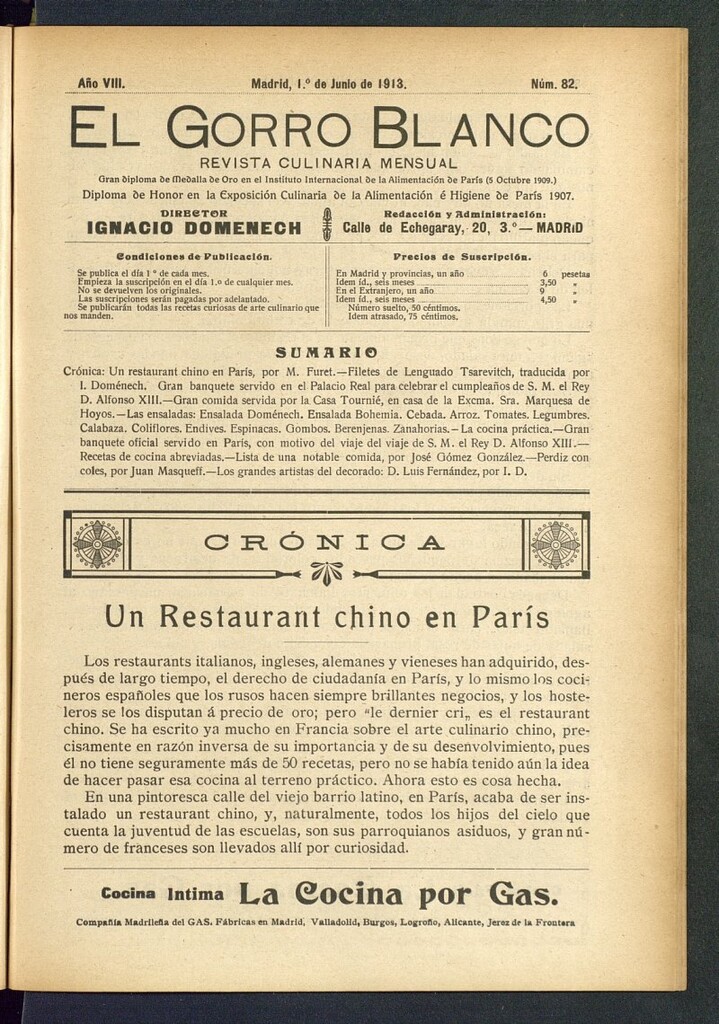 Año VIII. Madrid, 1.º de Junio de 1913. Núm. 82.
EL GORRO BLANCO
REVISTA CULINARIA MENSUAL
Gran diploma de Medalla de Oro en el Instituto Internacional de la Alimentación de París (5 Octubre 1909.)
Diploma de Honor en la Exposición Culinaria de la Alimentación é Higiene de París 1907.
DIRECTOR
IGNACIO DOMENECH
Redacción y Administración:
Calle de Echegaray, 20, 3.º — MADRID
Condiciones de Publicación.
Se publica el día 1º de cada mes.
Empieza la suscripción en el día 1.º de cualquier mes.
No se devuelven los originales.
Las suscripciones serán pagadas por adelantado.
Se publicarán todas las recetas curiosas de arte culinario que
nos manden.
Precios de Suscripción.
En Madrid y provincias, un año 6 pesetas
Idem íd., seis meses 3,50 „
En el Extranjero, un año 9 „
Idem íd., seis meses 4,50 „
Número suelto, 50 céntimos.
Idem atrasado, 75 céntimos.
SUMARIO
Crónica: Un restaurant chino en París, por M. Furet.—Filetes de Lenguado Tsarevitch, traducida por
I. Doménech. Gran banquete servido en el Palacio Real para celebrar el cumpleaños de S. M. el Rey
D. Alfonso XIII.—Gran comida servida por la Casa Tournié, en casa de la Excma. Sra. Marquesa de
Hoyos.—Las ensaladas: Ensalada Doménech. Ensalada Bohemia. Cebada. Arroz. Tomates. Legumbres.
Calabaza. Coliflores. Endives. Espinacas. Gombos. Berenjenas. Zanahorias.—La cocina práctica.—Gran
banquete oficial servido en París, con motivo del viaje del viaje de S. M. el Rey D. Alfonso XIII.—
Recetas de cocina abreviadas.—Lista de una notable comida, por José Gómez González.—Perdiz con
coles, por Juan Masqueff.—Los grandes artistas del decorado: D. Luis Fernández, por I. D.
CRÓNICA
Un Restaurant chino en París
Los restaurants italianos, ingleses, alemanes y vieneses han adquirido, des-
pués de largo tiempo, el derecho de ciudadanía en París, y lo mismo los coci-
neros españoles que los rusos hacen siempre brillantes negocios, y los hoste-
leros se los disputan á precio de oro; pero "le dernier cri„ es el restaurant
chino. Se ha escrito ya mucho en Francia sobre el arte culinario chino, pre-
cisamente en razón inversa de su importancia y de su desenvolvimiento, pues
él no tiene seguramente más de 50 recetas, pero no se había tenido aún la idea
de hacer pasar esa cocina al terreno práctico. Ahora esto es cosa hecha.
En una pintoresca calle del viejo barrio latino, en París, acaba de ser ins-
talado un restaurant chino, y, naturalmente, todos los hijos del cielo que
cuenta la juventud de las escuelas, son sus parroquianos asiduos, y gran nú-
mero de franceses son llevados allí por curiosidad.
Cocina Intima La Cocina por Gas.
Compañía Madrileña del GAS. Fábricas en Madrid, Valladolid, Burgos, Logroño, Alicante, Jerez de la Frontera